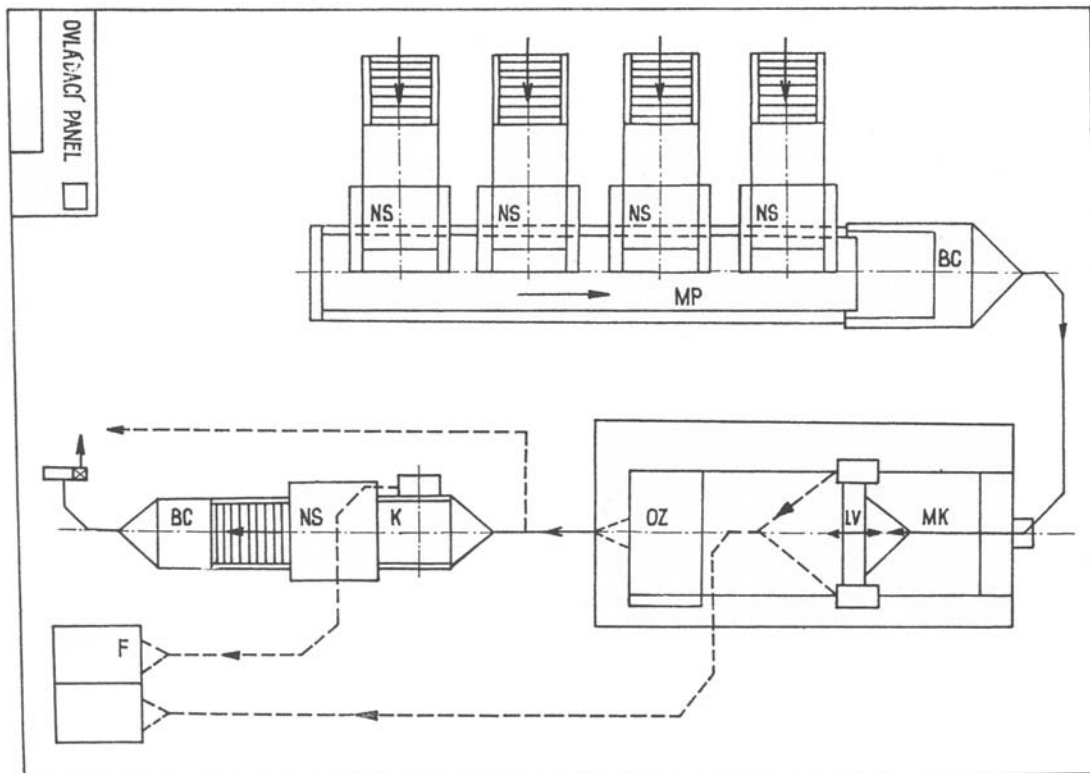 OVLÁDACÍ PANEL
NS NS NS NS
BC
MP
BC NS K OZ LV MK
F